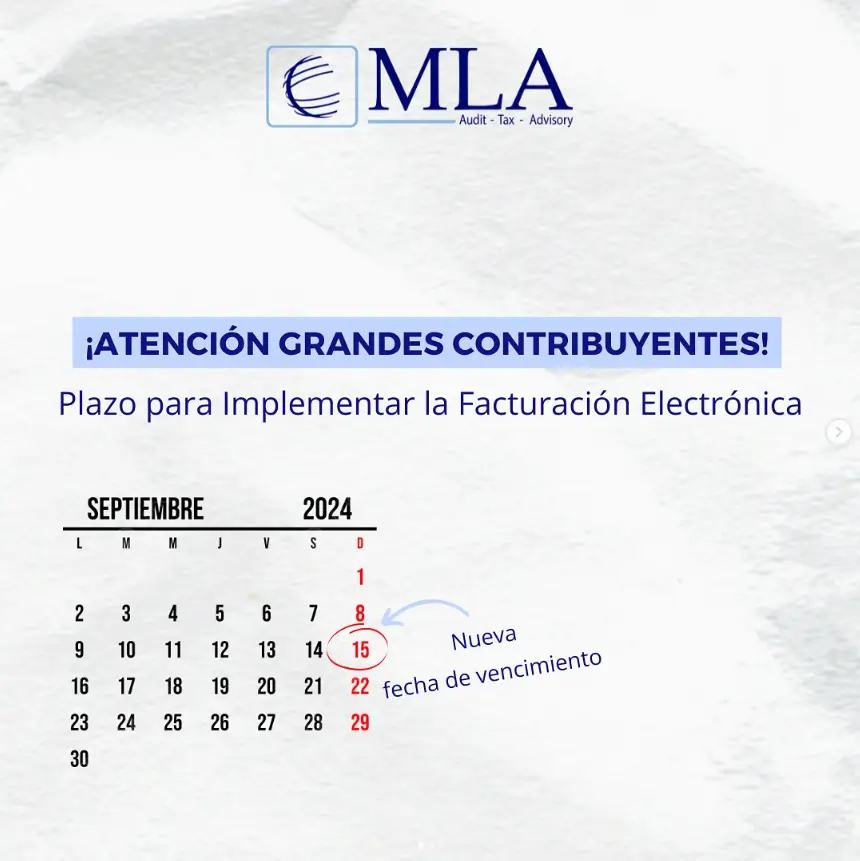 MLA
Audit - Tax - Advisory
¡ATENCIÓN GRANDES CONTRIBUYENTES!
Plazo para Implementar la Facturación Electrónica
SEPTIEMBRE 2024
L M M J V S D
1
2 3 4 5 6 7 8
9 10 11 12 13 14 15
16 17 18 19 20 21 22
23 24 25 26 27 28 29
30
Nueva
fecha de vencimiento